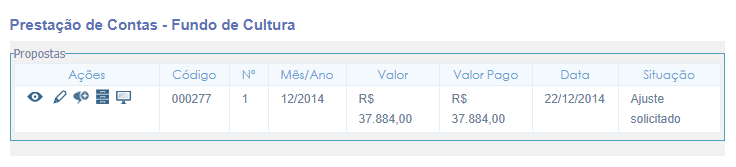 Prestação de Contas - Fundo de Cultura
Propostas
Ações Código Nº Mês/Ano Valor Valor Pago Data Situação
000277 1 12/2014 R$ 37.884,00 R$ 37.884,00 22/12/2014 Ajuste solicitado